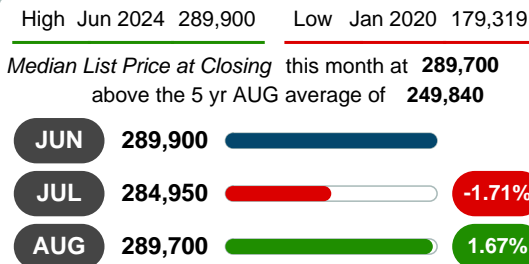 High Jun 2024 289,900 Low Jan 2020 179,319
Median List Price at Closing this month at 289,700
above the 5 yr AUG average of 249,840
JUN 289,900
JUL 284,950 -1.71%
AUG 289,700 1.67%